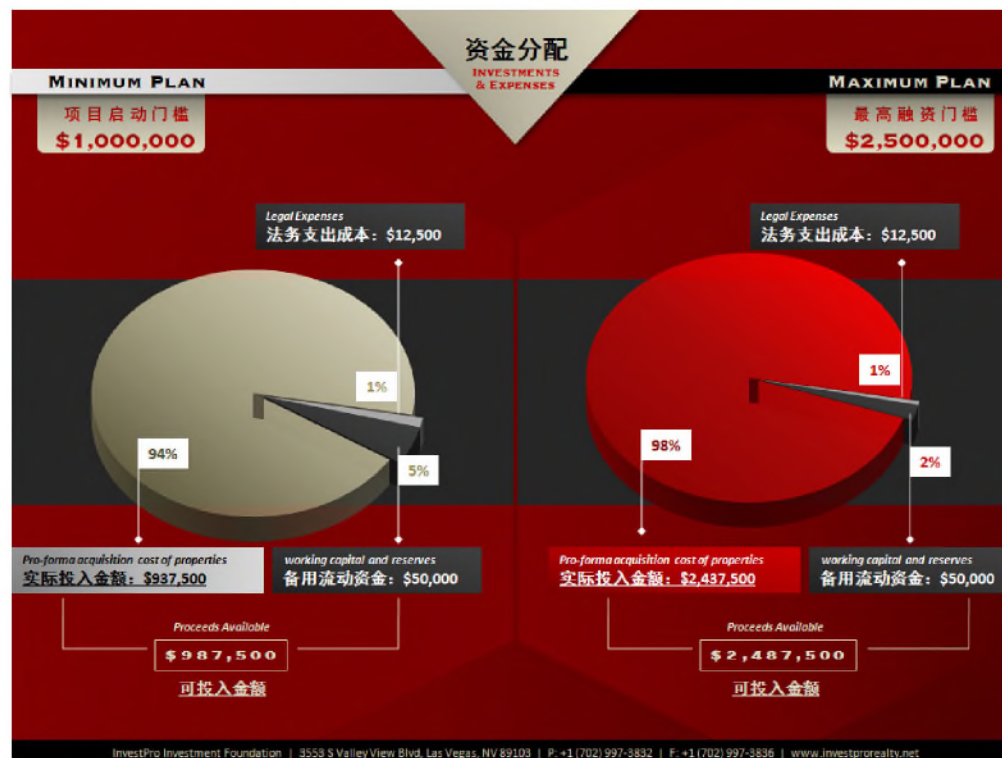 资金分配
INVESTMENTS
& EXPENSES
MINIMUM PLAN
项目启动门槛
$1,000,000
MAXIMUM PLAN
最高融资门槛
$2,500,000
Legal Expenses
法务支出成本：$12,500
1%
94%
5%
Pro-forma acquisition cost of properties
实际投入金额：$937,500
working capital and reserves
备用流动资金：$50,000
Proceeds Available
$987,500
可投入金额
Legal Expenses
法务支出成本：$12,500
1%
98%
2%
Pro-forma acquisition cost of properties
实际投入金额：$2,437,500
working capital and reserves
备用流动资金：$50,000
Proceeds Available
$2,487,500
可投入金额
InvestPro Investment Foundation | 3553 S Valley View Blvd, Las Vegas, NV 89103 | P: +1 (702) 997-3832 | F: +1 (702) 997-3836 | www.investprorealty.net